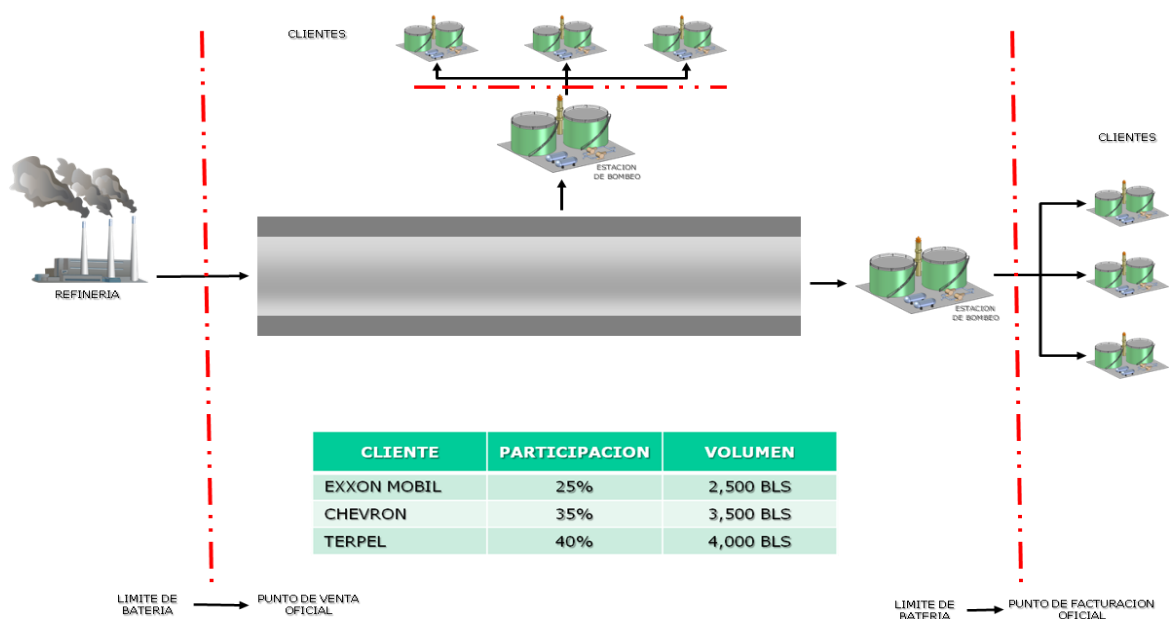 CLIENTES
ESTACION
DE BOMBEO
CLIENTES
REFINERIA
ESTACION
DE BOMBEO
CLIENTE PARTICIPACION VOLUMEN
EXXON MOBIL 25% 2,500 BLS
CHEVRON 35% 3,500 BLS
TERPEL 40% 4,000 BLS
LIMITE DE
BATERIA
PUNTO DE VENTA
OFICIAL
LIMITE DE
BATERIA
PUNTO DE FACTURACION
OFICIAL